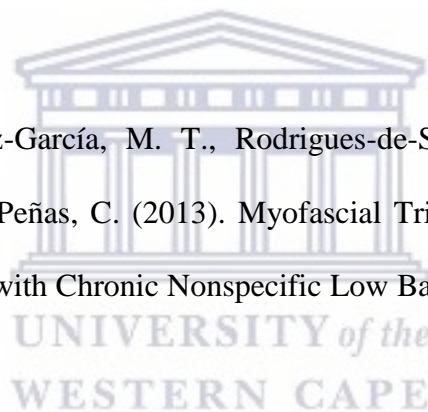 z-García, M. T., Rodrigues-de-S
Peñas, C. (2013). Myofascial Tri
with Chronic Nonspecific Low Ba
UNIVERSITY of the
WESTERN CAPE